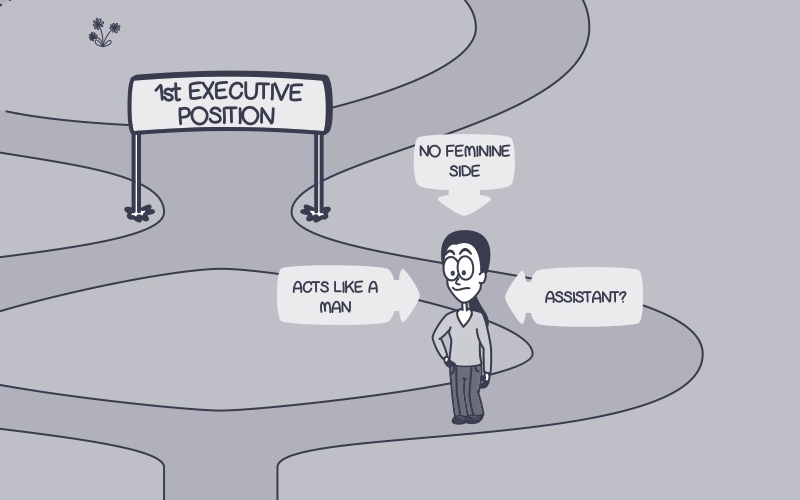 1st EXECUTIVE
POSITION
NO FEMININE
SIDE
ACTS LIKE A
MAN
ASSISTANT?